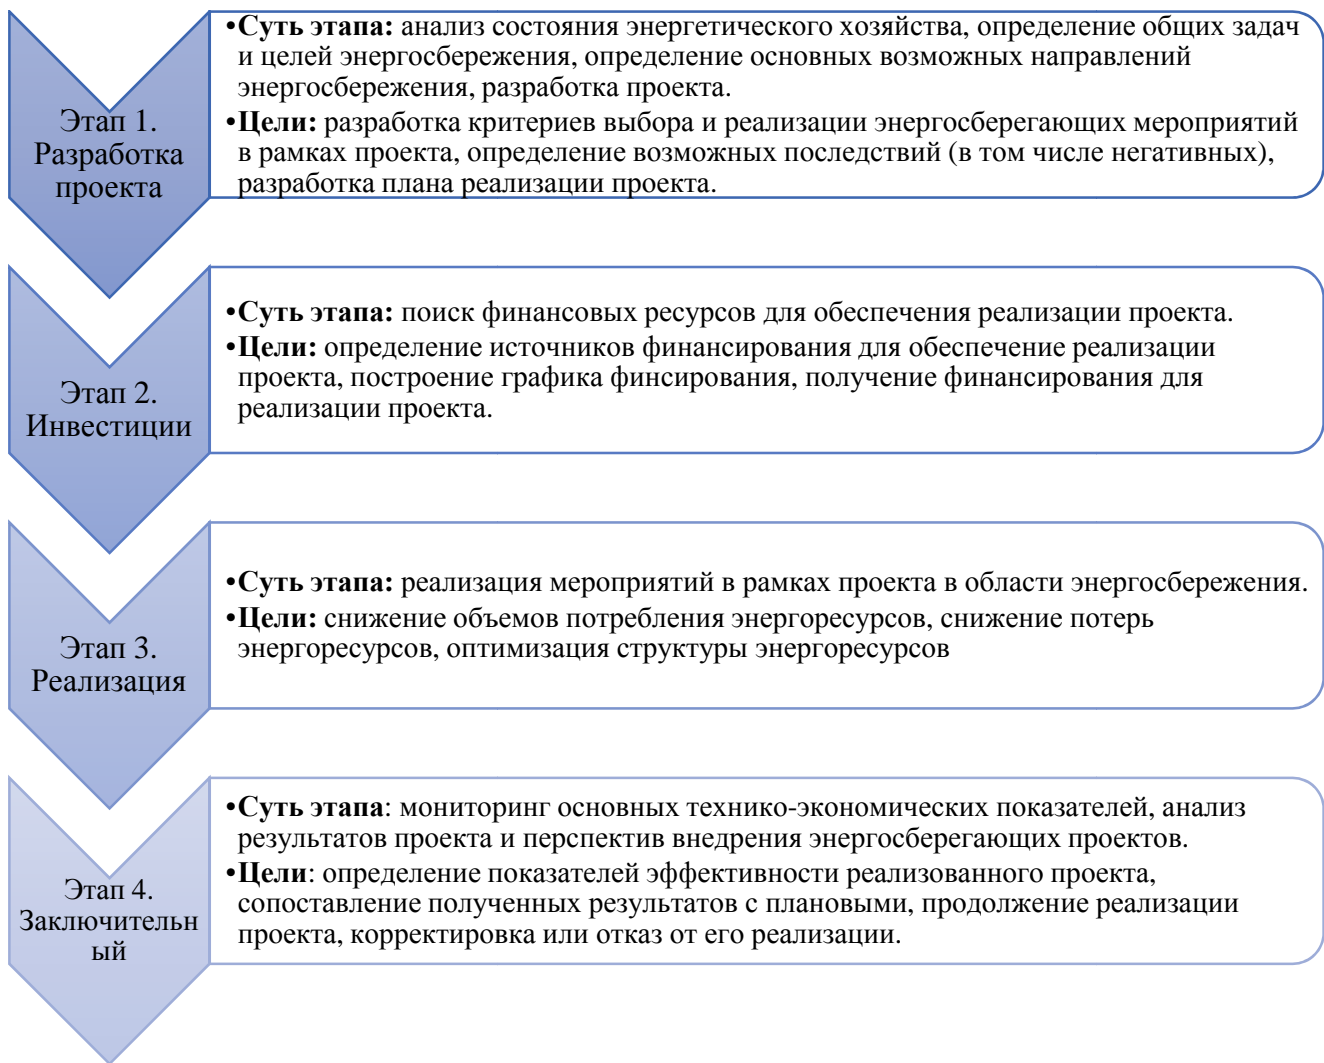 Этап 1.
Разработка
проекта
•Суть этапа: анализ состояния энергетического хозяйства, определение общих задач
и целей энергосбережения, определение основных возможных направлений
энергосбережения, разработка проекта.
•Цели: разработка критериев выбора и реализации энергосберегающих мероприятий
в рамках проекта, определение возможных последствий (в том числе негативных),
разработка плана реализации проекта.
Этап 2.
Инвестиции
•Суть этапа: поиск финансовых ресурсов для обеспечения реализации проекта.
•Цели: определение источников финансирования для обеспечение реализации
проекта, построение графика финсирования, получение финансирования для
реализации проекта.
Этап 3.
Реализация
•Суть этапа: реализация мероприятий в рамках проекта в области энергосбережения.
•Цели: снижение объемов потребления энергоресурсов, снижение потерь
энергоресурсов, оптимизация структуры энергоресурсов
Этап 4.
Заключительн
ый
•Суть этапа: мониторинг основных технико-экономических показателей, анализ
результатов проекта и перспектив внедрения энергосберегающих проектов.
•Цели: определение показателей эффективности реализованного проекта,
сопоставление полученных результатов с плановыми, продолжение реализации
проекта, корректировка или отказ от его реализации.